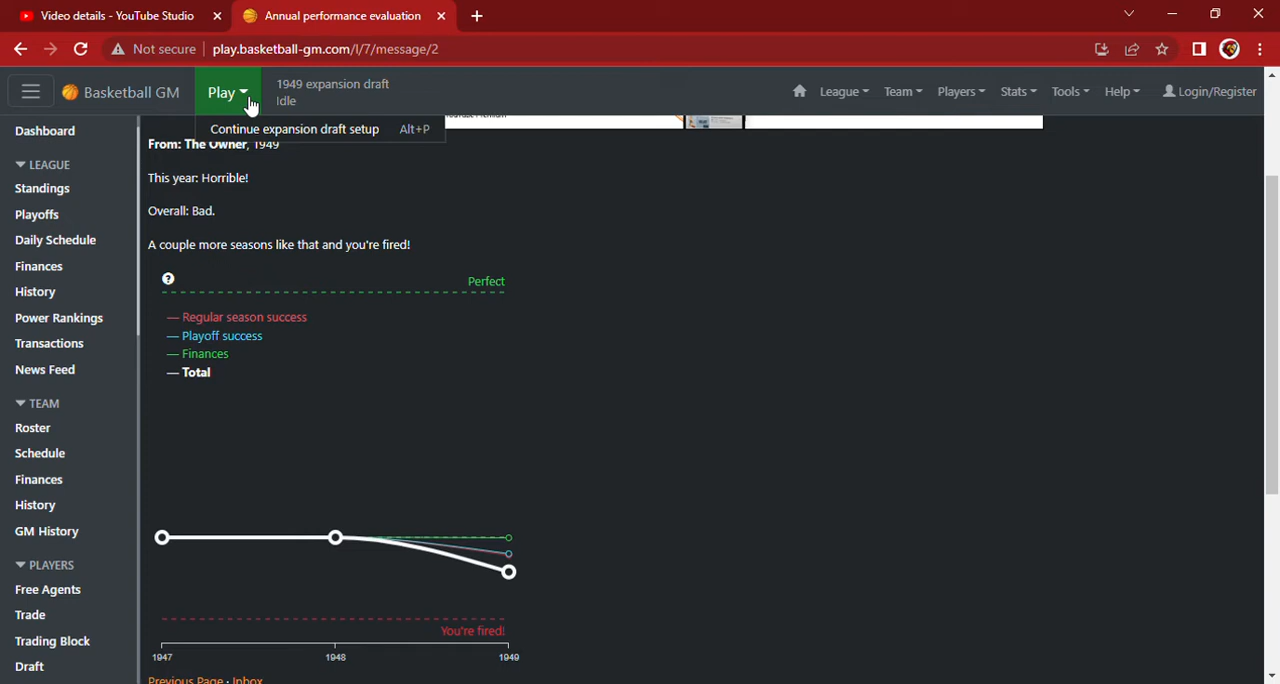 Video details - YouTube Studio
Annual performance evaluation
Not secure
play.basketball-gm.com/l/7/message/2
Basketball GM
Play
1949 expansion draft
Idle
League
Team
Players
Stats
Tools
Help
Login/Register
Continue expansion draft setup Alt+P
Dashboard
LEAGUE
Standings
Playoffs
Daily Schedule
Finances
History
Power Rankings
Transactions
News Feed
TEAM
Roster
Schedule
Finances
History
GM History
PLAYERS
Free Agents
Trade
Trading Block
Draft
From: The Owner, 1949
This year: Horrible!
Overall: Bad.
A couple more seasons like that and you're fired!
?
Perfect
Regular season success
Playoff success
Finances
Total
You're fired!
1947
1948
1949
Previous Page · Inbox